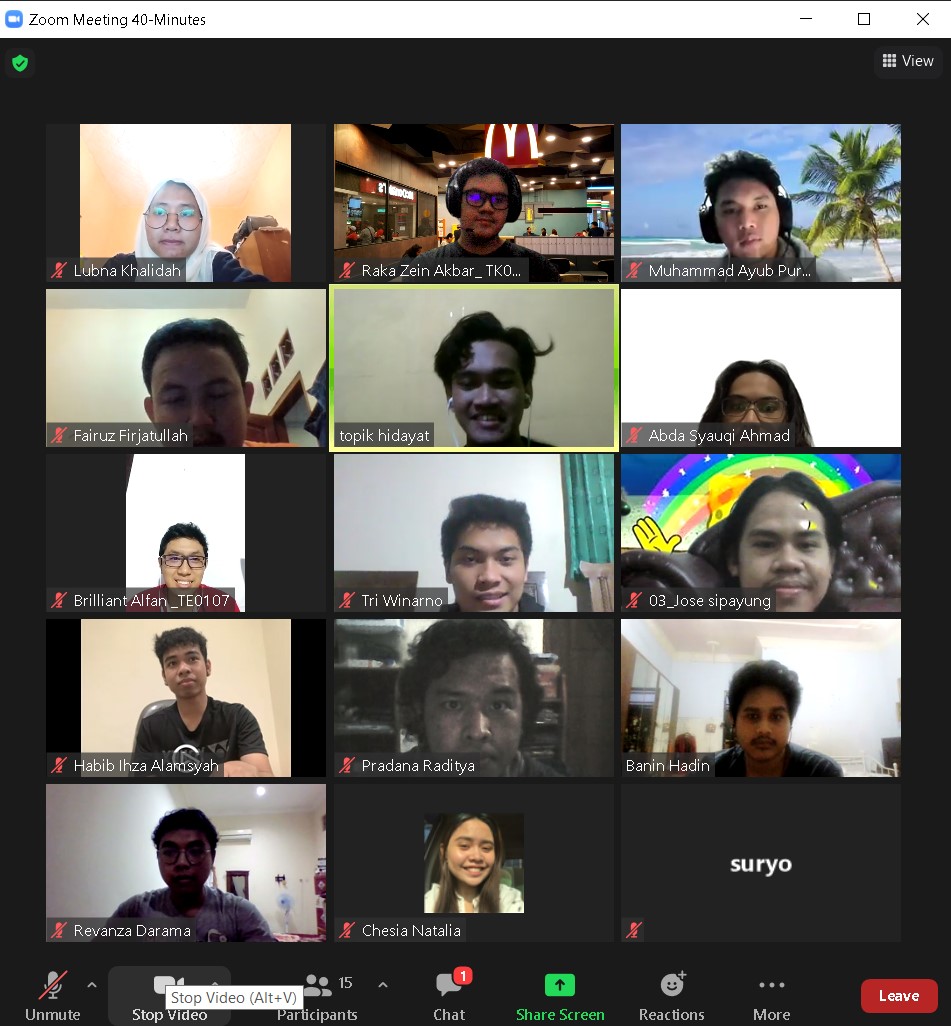 Zoom Meeting 40-Minutes
View
Lubna Khalidah
Raka Zein Akbar_ TK0...
Muhammad Ayub Pur...
Fairuz Firjatullah
topik hidayat
Abda Syauqi Ahmad
Brilliant Alfan _TE0107
Tri Winarno
03_Jose sipayung
Habib Ihza Alamsyah
Pradana Raditya
Banin Hadin
Revanza Darama
Chesia Natalia
suryo
15
1
Stop Video (Alt+V)
Unmute
Stop Video
Participants
Chat
Share Screen
Reactions
More
Leave